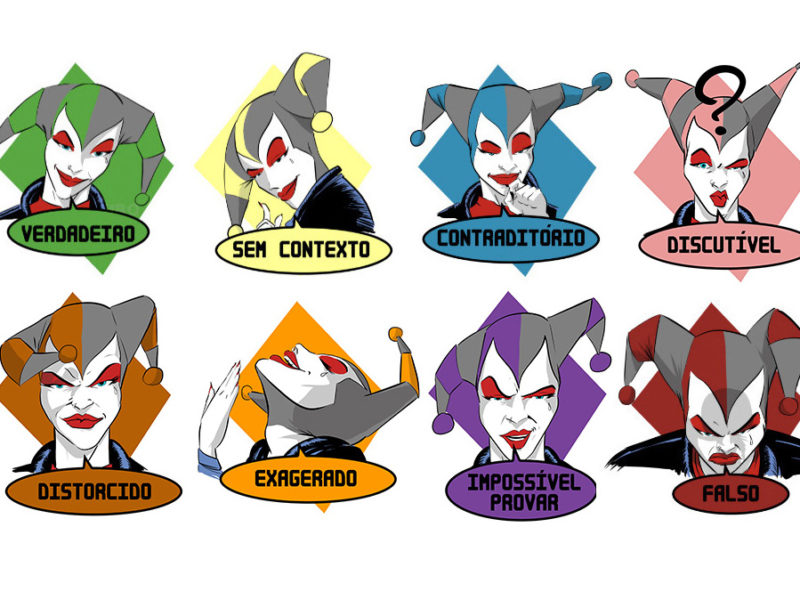 ?
VERDADEIRO
SEM CONTEXTO
CONTRADITÓRIO
DISCUTÍVEL
DISTORCIDO
EXAGERADO
IMPOSSÍVEL
PROVAR
FALSO